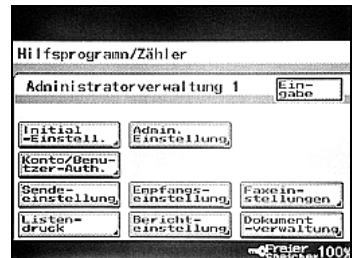 Hilfsprogramm/Zähler
Administratorverwaltung 1
Ein-
gabe
Initial
-Einstell.
Admin.
Einstellung
Konto/Benu-
tzer-Auth.
Sende-
einstellung
Empfangs-
einstellung
Faxein-
stellungen
Listen-
druck
Bericht-
einstellung
Dokument
-verwaltung
Freier
Speicher 100%